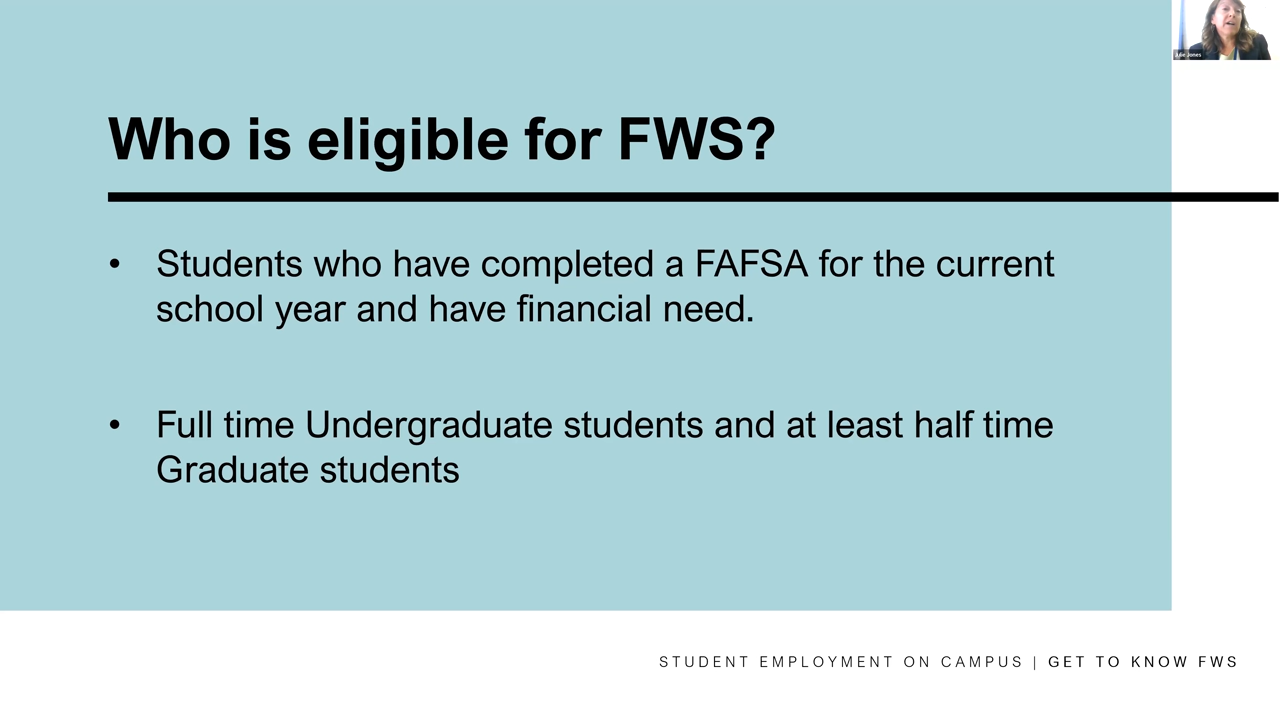 Julie Jones
Who is eligible for FWS?
• Students who have completed a FAFSA for the current
school year and have financial need.
• Full time Undergraduate students and at least half time
Graduate students
STUDENT EMPLOYMENT ON CAMPUS | GET TO KNOW FWS